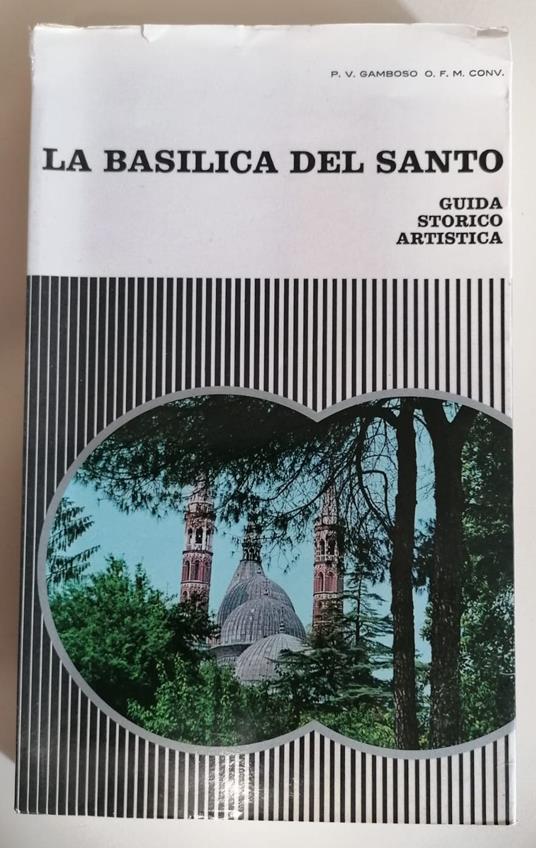 P. V. GAMBOSO O. F. M. CONV.
LA BASILICA DEL SANTO
GUIDA
STORICO
ARTISTICA